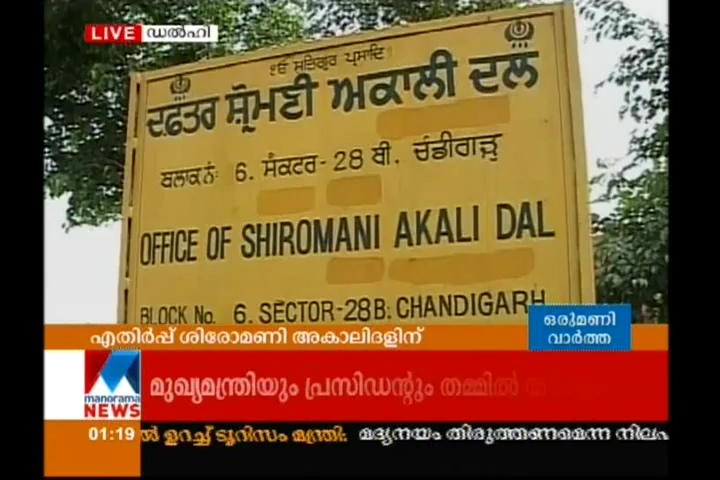 LIVE ഡൽഹി
ੴ ਸਤਿਗੁਰ ਪ੍ਰਸਾਦਿ
ਦਫ਼ਤਰ ਸ਼੍ਰੋਮਣੀ ਅਕਾਲੀ ਦਲ
ਬਲਾਕ ਨੰ: 6. ਸੈਕਟਰ-28 ਬੀ. ਚੰਡੀਗੜ੍ਹ
OFFICE OF SHIROMANI AKALI DAL
BLOCK No. 6. SECTOR-28B: CHANDIGARH
ഒരുമണി
വാർത്ത
എതിർപ്പ് ശിരോമണി അകാലിദളിന്
manorama
NEWS
മുഖ്യമന്ത്രിയും പ്രസിഡന്റും തമ്മിൽ
01:19
ൽ ഉറച്ച് ടൂറിസം മന്ത്രി: മദ്യനയം തിരുത്തണമെന്ന